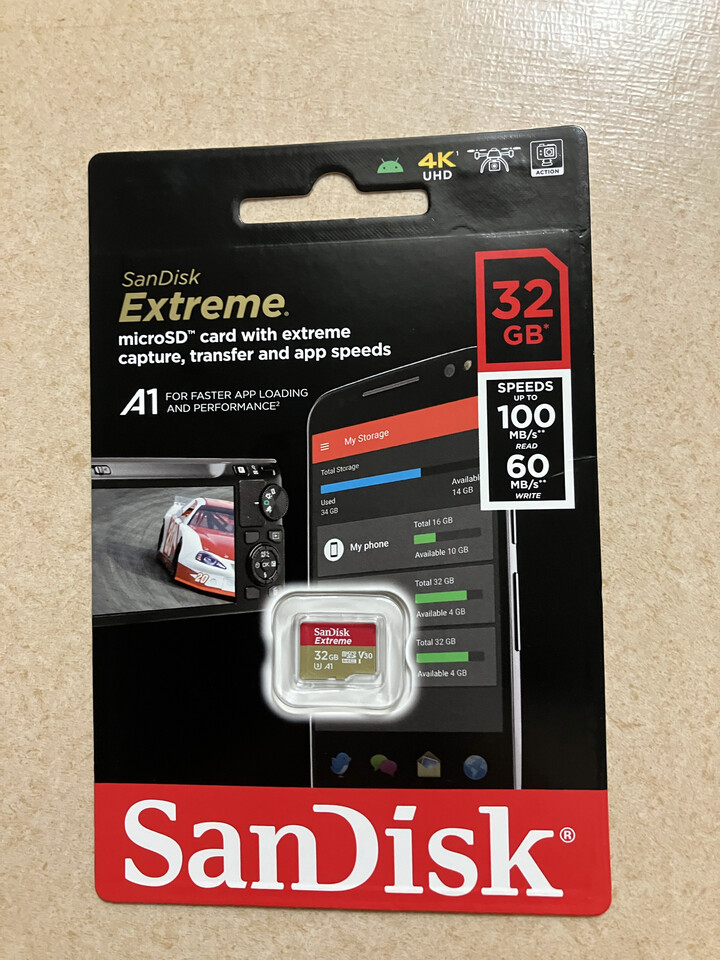 4K¹
UHD
ACTION
SanDisk
Extreme®
microSD™ card with extreme
capture, transfer and app speeds
A1 FOR FASTER APP LOADING
AND PERFORMANCE²
32
GB*
SPEEDS
UP TO
100
MB/s**
READ
60
MB/s**
WRITE
My Storage
Total Storage
Used
34 GB
Available
14 GB
My phone
Total 16 GB
Available 10 GB
Total 32 GB
Available 4 GB
Total 32 GB
Available 4 GB
20
SanDisk
Extreme
32GB
V30
A1
SanDisk®